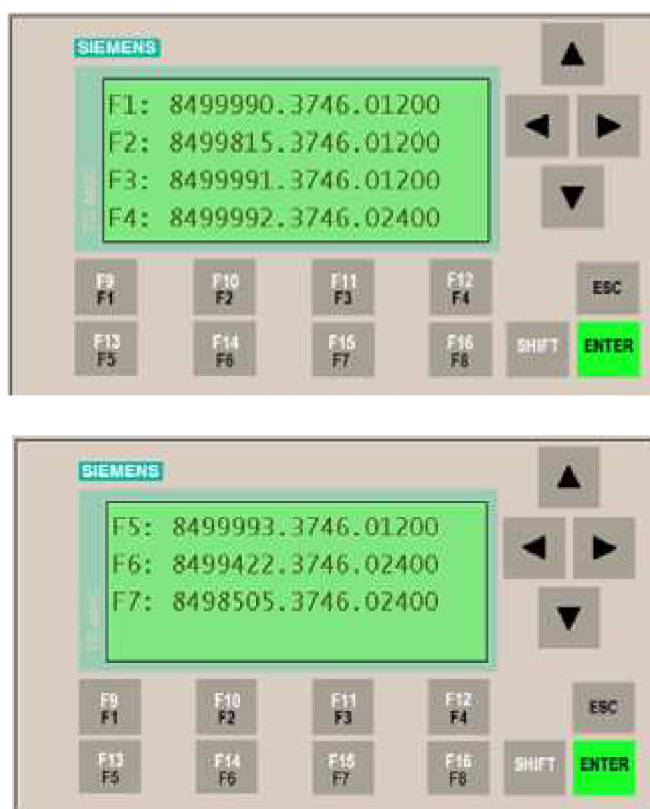 SIEMENS
F1: 8499990.3746.01200
F2: 8499815.3746.01200
F3: 8499991.3746.01200
F4: 8499992.3746.02400
F9 F10 F11 F12
F1 F2 F3 F4 ESC
F13 F14 F15 F16
F5 F6 F7 F8 SHIFT ENTER
SIEMENS
F5: 8499993.3746.01200
F6: 8499422.3746.02400
F7: 8498505.3746.02400
F9 F10 F11 F12
F1 F2 F3 F4 ESC
F13 F14 F15 F16
F5 F6 F7 F8 SHIFT ENTER